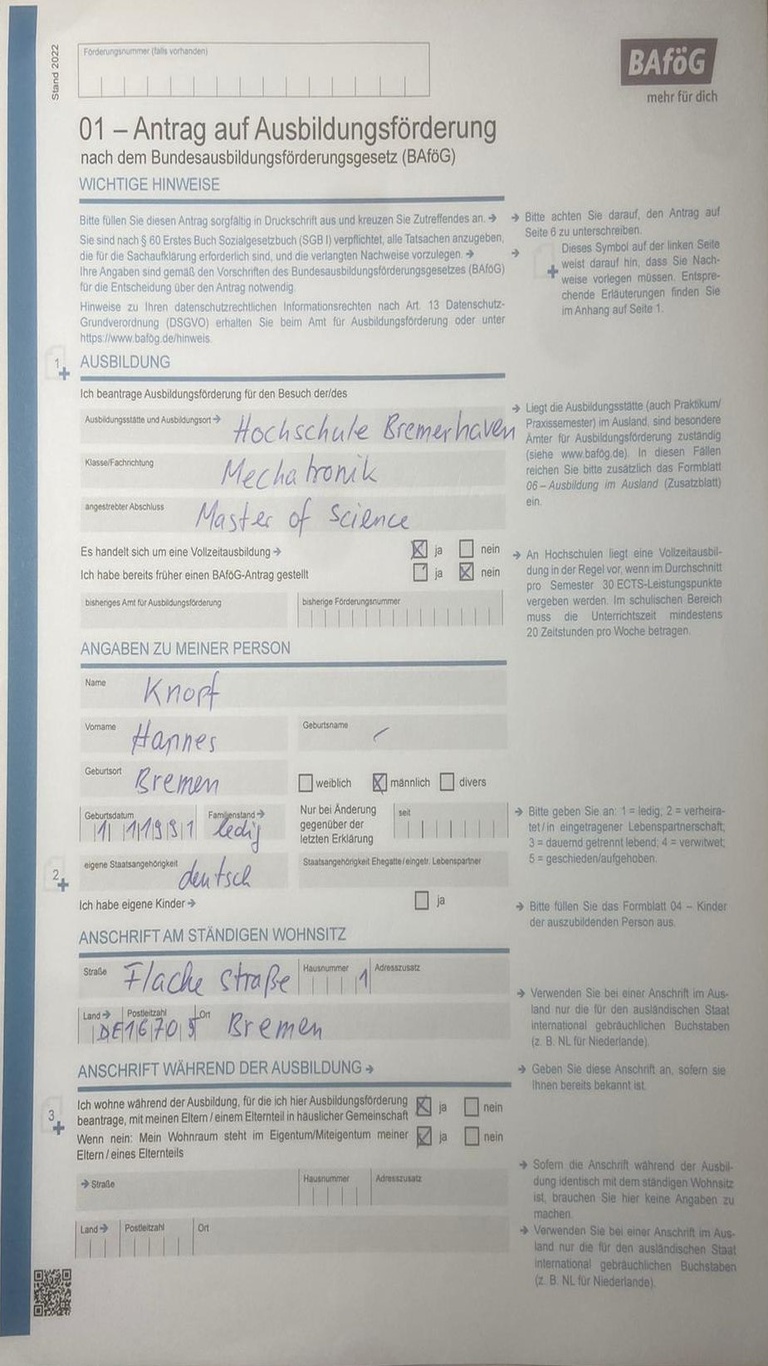 Stand 2022
Förderungsnummer (falls vorhanden)
BAföG
mehr für dich
01 – Antrag auf Ausbildungsförderung
nach dem Bundesausbildungsförderungsgesetz (BAföG)
WICHTIGE HINWEISE
Bitte füllen Sie diesen Antrag sorgfältig in Druckschrift aus und kreuzen Sie Zutreffendes an. →
Sie sind nach § 60 Erstes Buch Sozialgesetzbuch (SGB I) verpflichtet, alle Tatsachen anzugeben,
die für die Sachaufklärung erforderlich sind, und die verlangten Nachweise vorzulegen. →
Ihre Angaben sind gemäß den Vorschriften des Bundesausbildungsförderungsgesetzes (BAföG)
für die Entscheidung über den Antrag notwendig.
Hinweise zu Ihren datenschutzrechtlichen Informationsrechten nach Art. 13 Datenschutz-
Grundverordnung (DSGVO) erhalten Sie beim Amt für Ausbildungsförderung oder unter
https://www.bafög.de/hinweis.
→ Bitte achten Sie darauf, den Antrag auf
Seite 6 zu unterschreiben.
→ Dieses Symbol auf der linken Seite
weist darauf hin, dass Sie Nach-
weise vorlegen müssen. Entspre-
chende Erläuterungen finden Sie
im Anhang auf Seite 1.
1 AUSBILDUNG
Ich beantrage Ausbildungsförderung für den Besuch der/des
Ausbildungsstätte und Ausbildungsort → Hochschule Bremerhaven
Klasse/Fachrichtung Mechatronik
angestrebter Abschluss Master of Science
Es handelt sich um eine Vollzeitausbildung → ☒ ja ☐ nein
Ich habe bereits früher einen BAföG-Antrag gestellt ☐ ja ☒ nein
bisheriges Amt für Ausbildungsförderung bisherige Förderungsnummer
→ Liegt die Ausbildungsstätte (auch Praktikum/
Praxissemester) im Ausland, sind besondere
Ämter für Ausbildungsförderung zuständig
(siehe www.bafög.de). In diesen Fällen
reichen Sie bitte zusätzlich das Formblatt
06 – Ausbildung im Ausland (Zusatzblatt)
ein.
→ An Hochschulen liegt eine Vollzeitausbil-
dung in der Regel vor, wenn im Durchschnitt
pro Semester 30 ECTS-Leistungspunkte
vergeben werden. Im schulischen Bereich
muss die Unterrichtszeit mindestens
20 Zeitstunden pro Woche betragen.
ANGABEN ZU MEINER PERSON
Name Knopf
Vorname Hannes Geburtsname
Geburtsort Bremen ☐ weiblich ☒ männlich ☐ divers
Geburtsdatum 1 1 1991 Familienstand → ledig
Nur bei Änderung
gegenüber der
letzten Erklärung
seit
→ Bitte geben Sie an: 1 = ledig; 2 = verheira-
tet/in eingetragener Lebenspartnerschaft;
3 = dauernd getrennt lebend; 4 = verwitwet;
5 = geschieden/aufgehoben.
2 eigene Staatsangehörigkeit deutsch Staatsangehörigkeit Ehegatte/eingetr. Lebenspartner
Ich habe eigene Kinder → ☐ ja
→ Bitte füllen Sie das Formblatt 04 – Kinder
der auszubildenden Person aus.
ANSCHRIFT AM STÄNDIGEN WOHNSITZ
Straße Flache Straße Hausnummer 1 Adresszusatz
Land → DE Postleitzahl 16705 Ort Bremen
→ Verwenden Sie bei einer Anschrift im Aus-
land nur die für den ausländischen Staat
international gebräuchlichen Buchstaben
(z. B. NL für Niederlande).
ANSCHRIFT WÄHREND DER AUSBILDUNG →
→ Geben Sie diese Anschrift an, sofern sie
Ihnen bereits bekannt ist.
3 Ich wohne während der Ausbildung, für die ich hier Ausbildungsförderung
beantrage, mit meinen Eltern / einem Elternteil in häuslicher Gemeinschaft ☒ ja ☐ nein
Wenn nein: Mein Wohnraum steht im Eigentum/Miteigentum meiner ☒ ja ☐ nein
Eltern / eines Elternteils
→ Straße Hausnummer Adresszusatz
Land → Postleitzahl Ort
→ Sofern die Anschrift während der Ausbil-
dung identisch mit dem ständigen Wohnsitz
ist, brauchen Sie hier keine Angaben zu
machen.
→ Verwenden Sie bei einer Anschrift im Aus-
land nur die für den ausländischen Staat
international gebräuchlichen Buchstaben
(z. B. NL für Niederlande).